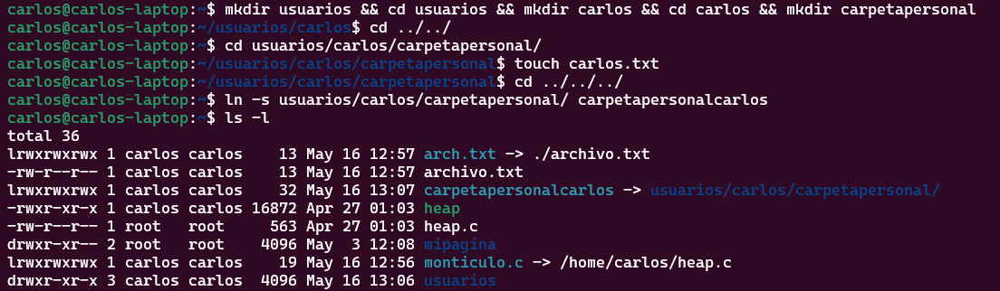 carlos@carlos-laptop:~$ mkdir usuarios && cd usuarios && mkdir carlos && cd carlos && mkdir carpetapersonal
carlos@carlos-laptop:~/usuarios/carlos$ cd ../../
carlos@carlos-laptop:~$ cd usuarios/carlos/carpetapersonal/
carlos@carlos-laptop:~/usuarios/carlos/carpetapersonal$ touch carlos.txt
carlos@carlos-laptop:~/usuarios/carlos/carpetapersonal$ cd ../../../
carlos@carlos-laptop:~$ ln -s usuarios/carlos/carpetapersonal/ carpetapersonalcarlos
carlos@carlos-laptop:~$ ls -l
total 36
lrwxrwxrwx 1 carlos carlos    13 May 16 12:57 arch.txt -> ./archivo.txt
-rw-r--r-- 1 carlos carlos    13 May 16 12:57 archivo.txt
lrwxrwxrwx 1 carlos carlos    32 May 16 13:07 carpetapersonalcarlos -> usuarios/carlos/carpetapersonal/
-rwxr-xr-x 1 carlos carlos 16872 Apr 27 01:03 heap
-rw-r--r-- 1 root   root     563 Apr 27 01:03 heap.c
drwxr-xr-- 2 root   root    4096 May  3 12:08 mipagina
lrwxrwxrwx 1 carlos carlos    19 May 16 12:56 monticulo.c -> /home/carlos/heap.c
drwxr-xr-x 3 carlos carlos  4096 May 16 13:06 usuarios